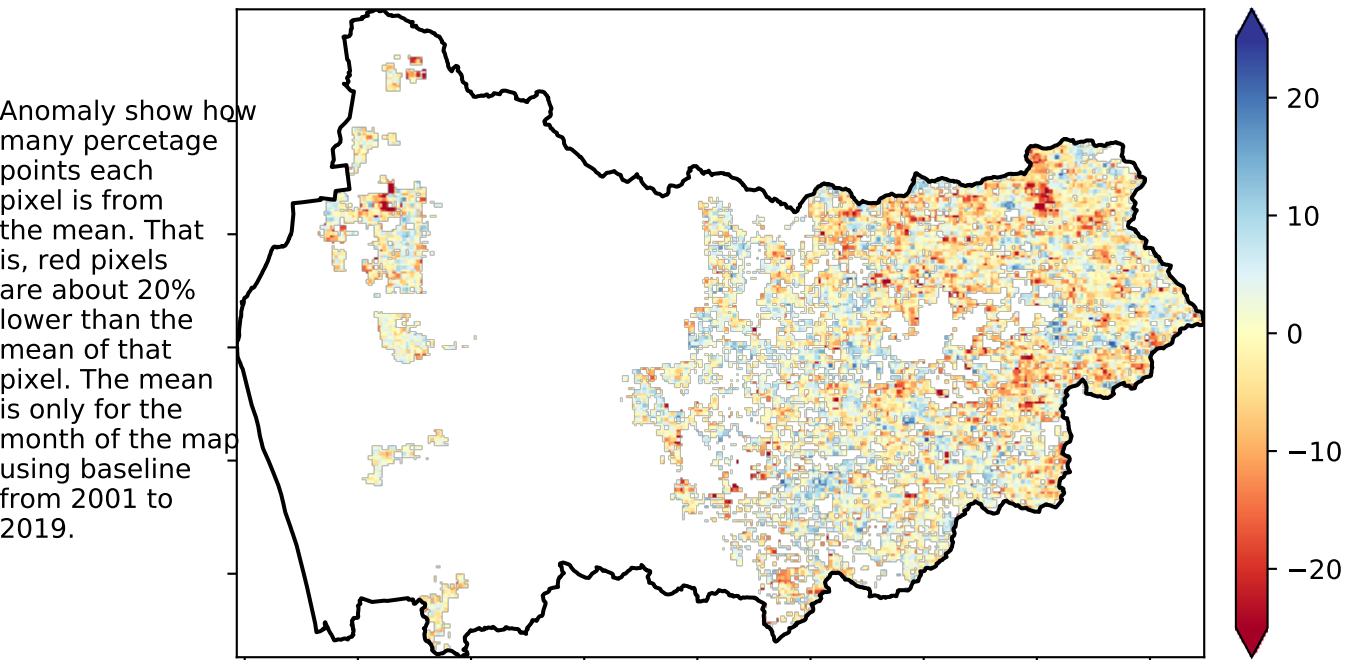 Anomaly show how
many percetage
points each
pixel is from
the mean. That
is, red pixels
are about 20%
lower than the
mean of that
pixel. The mean
is only for the
month of the map
using baseline
from 2001 to
2019.
20
10
0
−10
−20